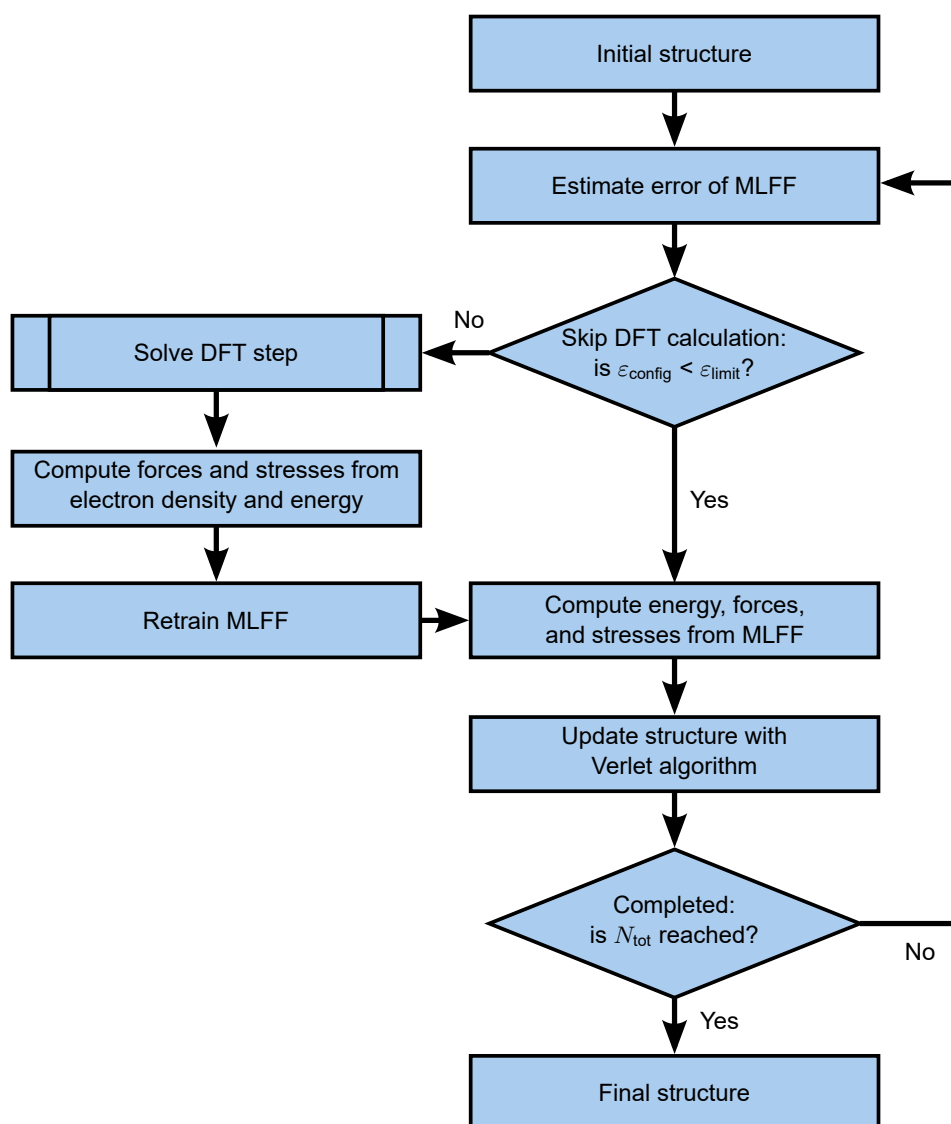 Initial structure
Estimate error of MLFF
No
Skip DFT calculation:
is εconfig < εlimit?
Solve DFT step
Compute forces and stresses from
electron density and energy
Yes
Retrain MLFF
Compute energy, forces,
and stresses from MLFF
Update structure with
Verlet algorithm
Completed:
is Ntot reached?
No
Yes
Final structure